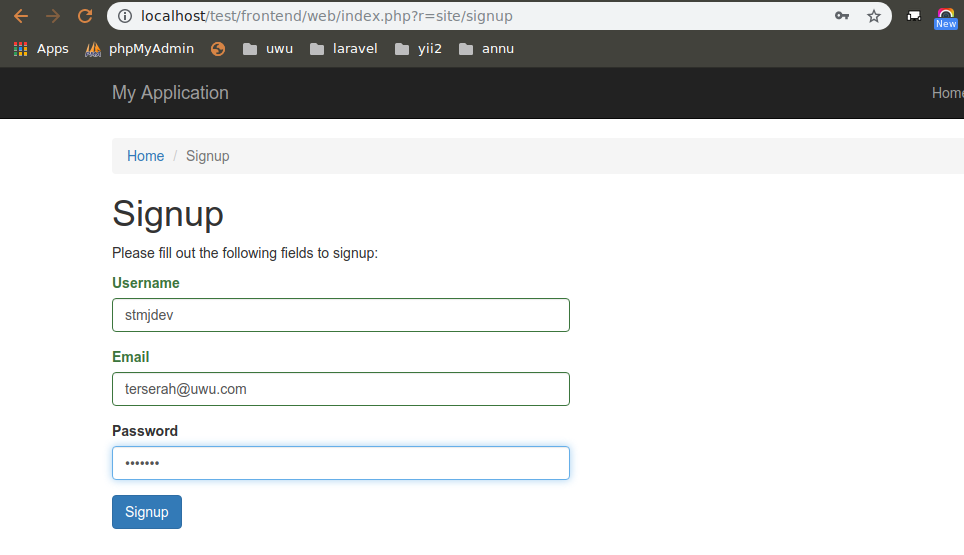 localhost/test/frontend/web/index.php?r=site/signup
New
Apps phpMyAdmin uwu laravel yii2 annu
My Application Home
Home / Signup
Signup
Please fill out the following fields to signup:
Username
stmjdev
Email
terserah@uwu.com
Password
•••••••
Signup